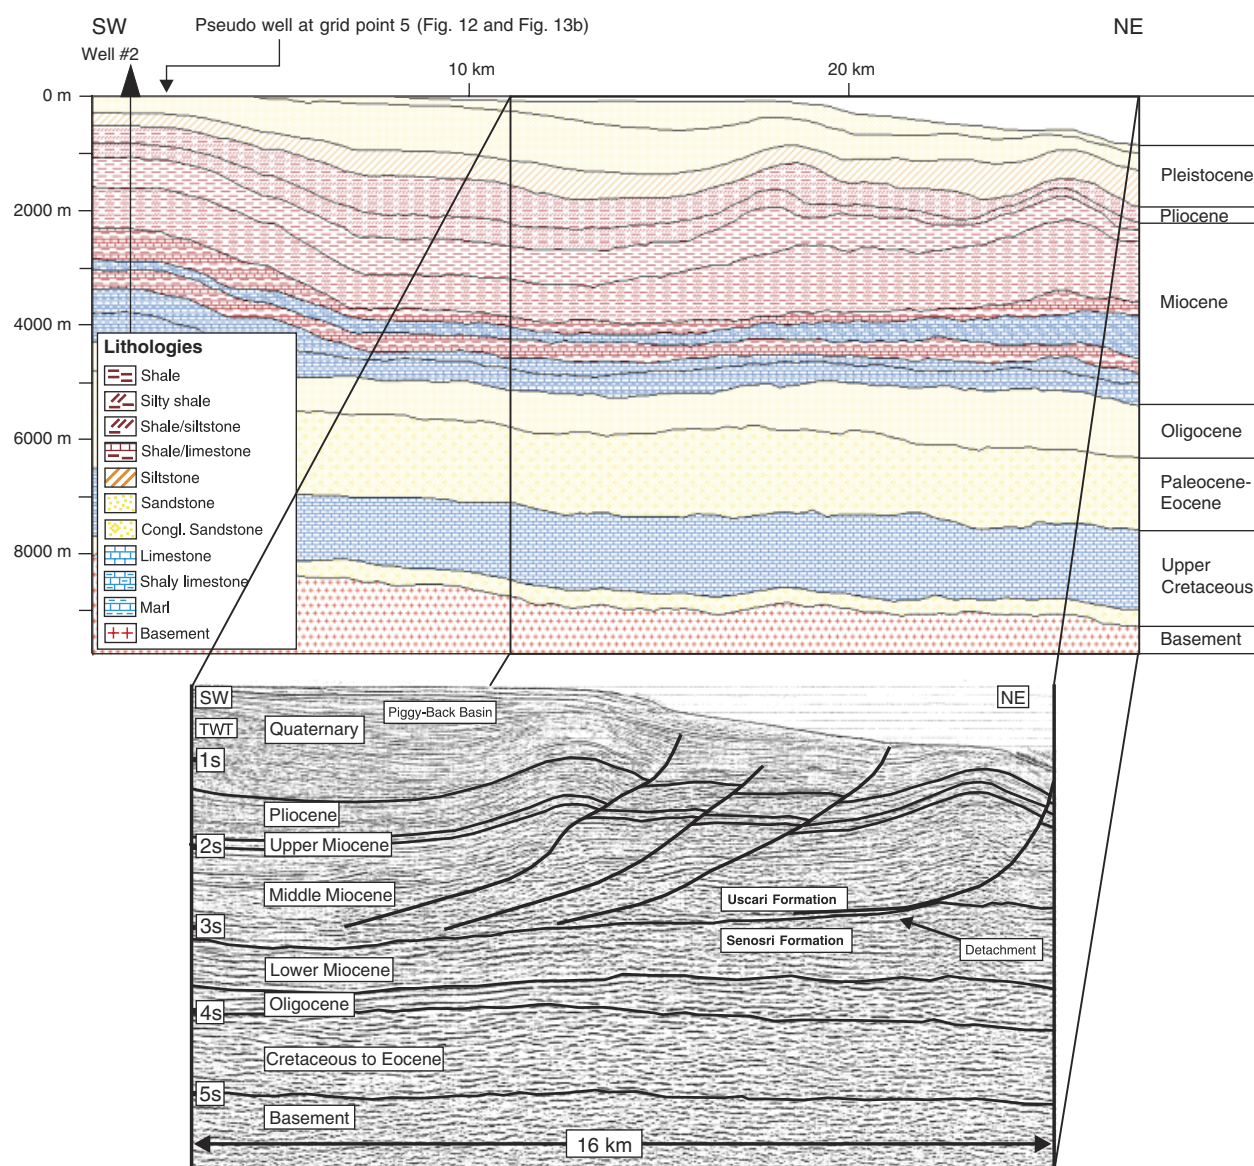 SW
Pseudo well at grid point 5 (Fig. 12 and Fig. 13b)
NE
Well #2
10 km
20 km
0 m
2000 m
4000 m
6000 m
8000 m
Pleistocene
Pliocene
Miocene
Oligocene
Paleocene-
Eocene
Upper
Cretaceous
Basement
Lithologies
Shale
Silty shale
Shale/siltstone
Shale/limestone
Siltstone
Sandstone
Congl. Sandstone
Limestone
Shaly limestone
Marl
Basement
SW
NE
Piggy-Back Basin
TWT
Quaternary
1s
Pliocene
2s
Upper Miocene
Middle Miocene
Uscari Formation
3s
Senosri Formation
Detachment
Lower Miocene
Oligocene
4s
Cretaceous to Eocene
5s
Basement
16 km